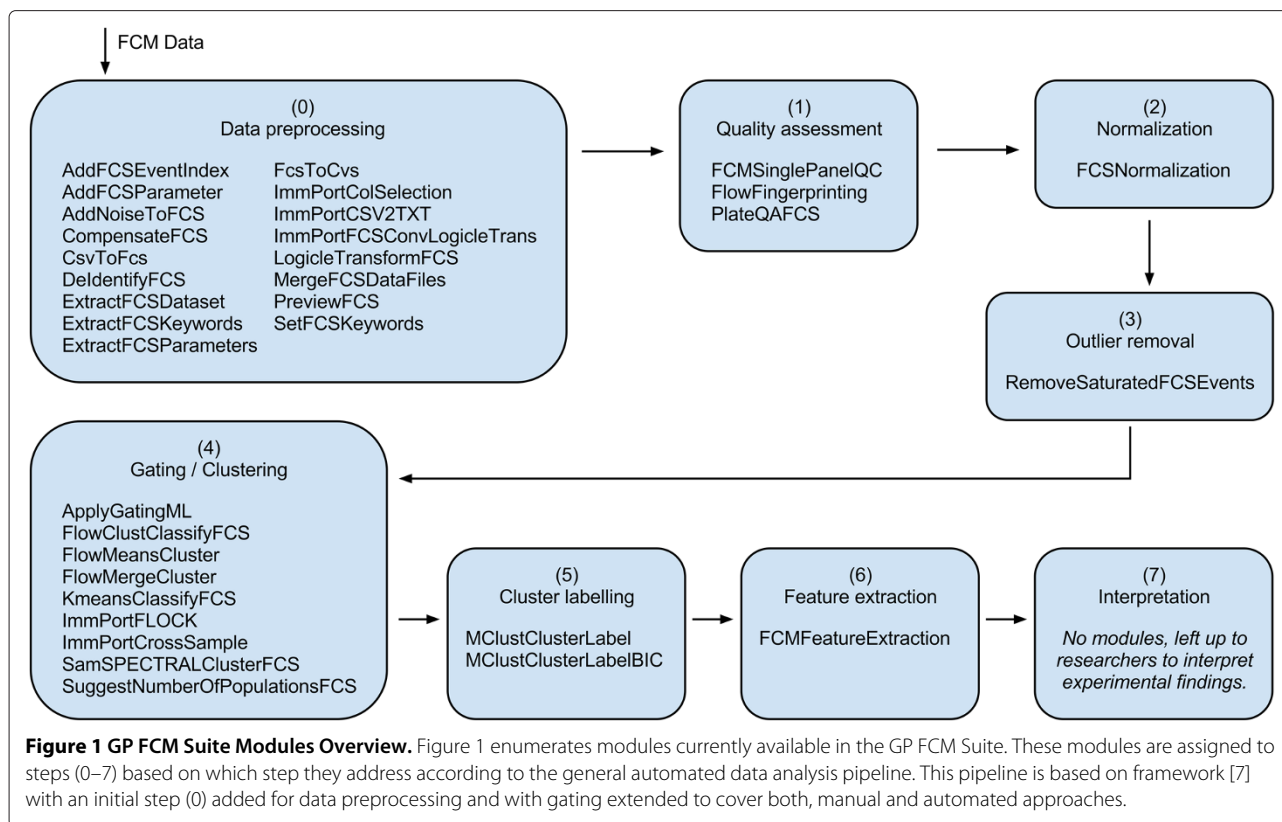 FCM Data
(0)
Data preprocessing
AddFCSEventIndex
AddFCSParameter
AddNoiseToFCS
CompensateFCS
CsvToFcs
DeIdentifyFCS
ExtractFCSDataset
ExtractFCSKeywords
ExtractFCSParameters
FcsToCvs
ImmPortColSelection
ImmPortCSV2TXT
ImmPortFCSConvLogicleTrans
LogicleTransformFCS
MergeFCSDataFiles
PreviewFCS
SetFCSKeywords
(1)
Quality assessment
FCMSinglePanelQC
FlowFingerprinting
PlateQAFCS
(2)
Normalization
FCSNormalization
(3)
Outlier removal
RemoveSaturatedFCSEvents
(4)
Gating / Clustering
ApplyGatingML
FlowClustClassifyFCS
FlowMeansCluster
FlowMergeCluster
KmeansClassifyFCS
ImmPortFLOCK
ImmPortCrossSample
SamSPECTRALClusterFCS
SuggestNumberOfPopulationsFCS
(5)
Cluster labelling
MClustClusterLabel
MClustClusterLabelBIC
(6)
Feature extraction
FCMFeatureExtraction
(7)
Interpretation
No modules, left up to
researchers to interpret
experimental findings.
Figure 1 GP FCM Suite Modules Overview. Figure 1 enumerates modules currently available in the GP FCM Suite. These modules are assigned to
steps (0–7) based on which step they address according to the general automated data analysis pipeline. This pipeline is based on framework [7]
with an initial step (0) added for data preprocessing and with gating extended to cover both, manual and automated approaches.